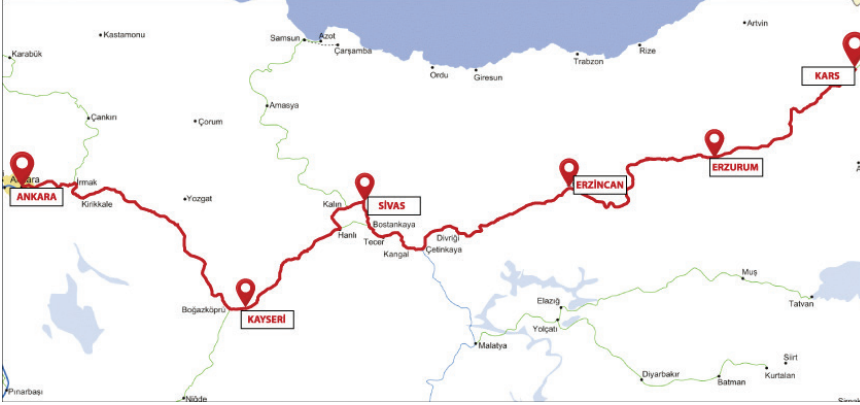 Artvin
Kastamonu
Samsun
Azot
Çarşamba
Rize
Karabük
Trabzon
KARS
Ordu
Giresun
Amasya
Çankırı
Çorum
ERZURUM
Irmak
ERZİNCAN
ANKARA
Kırıkkale
Yozgat
Kalın
SİVAS
Bostankaya
Hanlı
Tecer
Divriği
Kangal
Çetinkaya
Muş
Elazığ
Tatvan
Boğazköprü
KAYSERİ
Yolçatı
Malatya
Siirt
Diyarbakır
Batman
Kurtalan
Pınarbaşı
Niğde